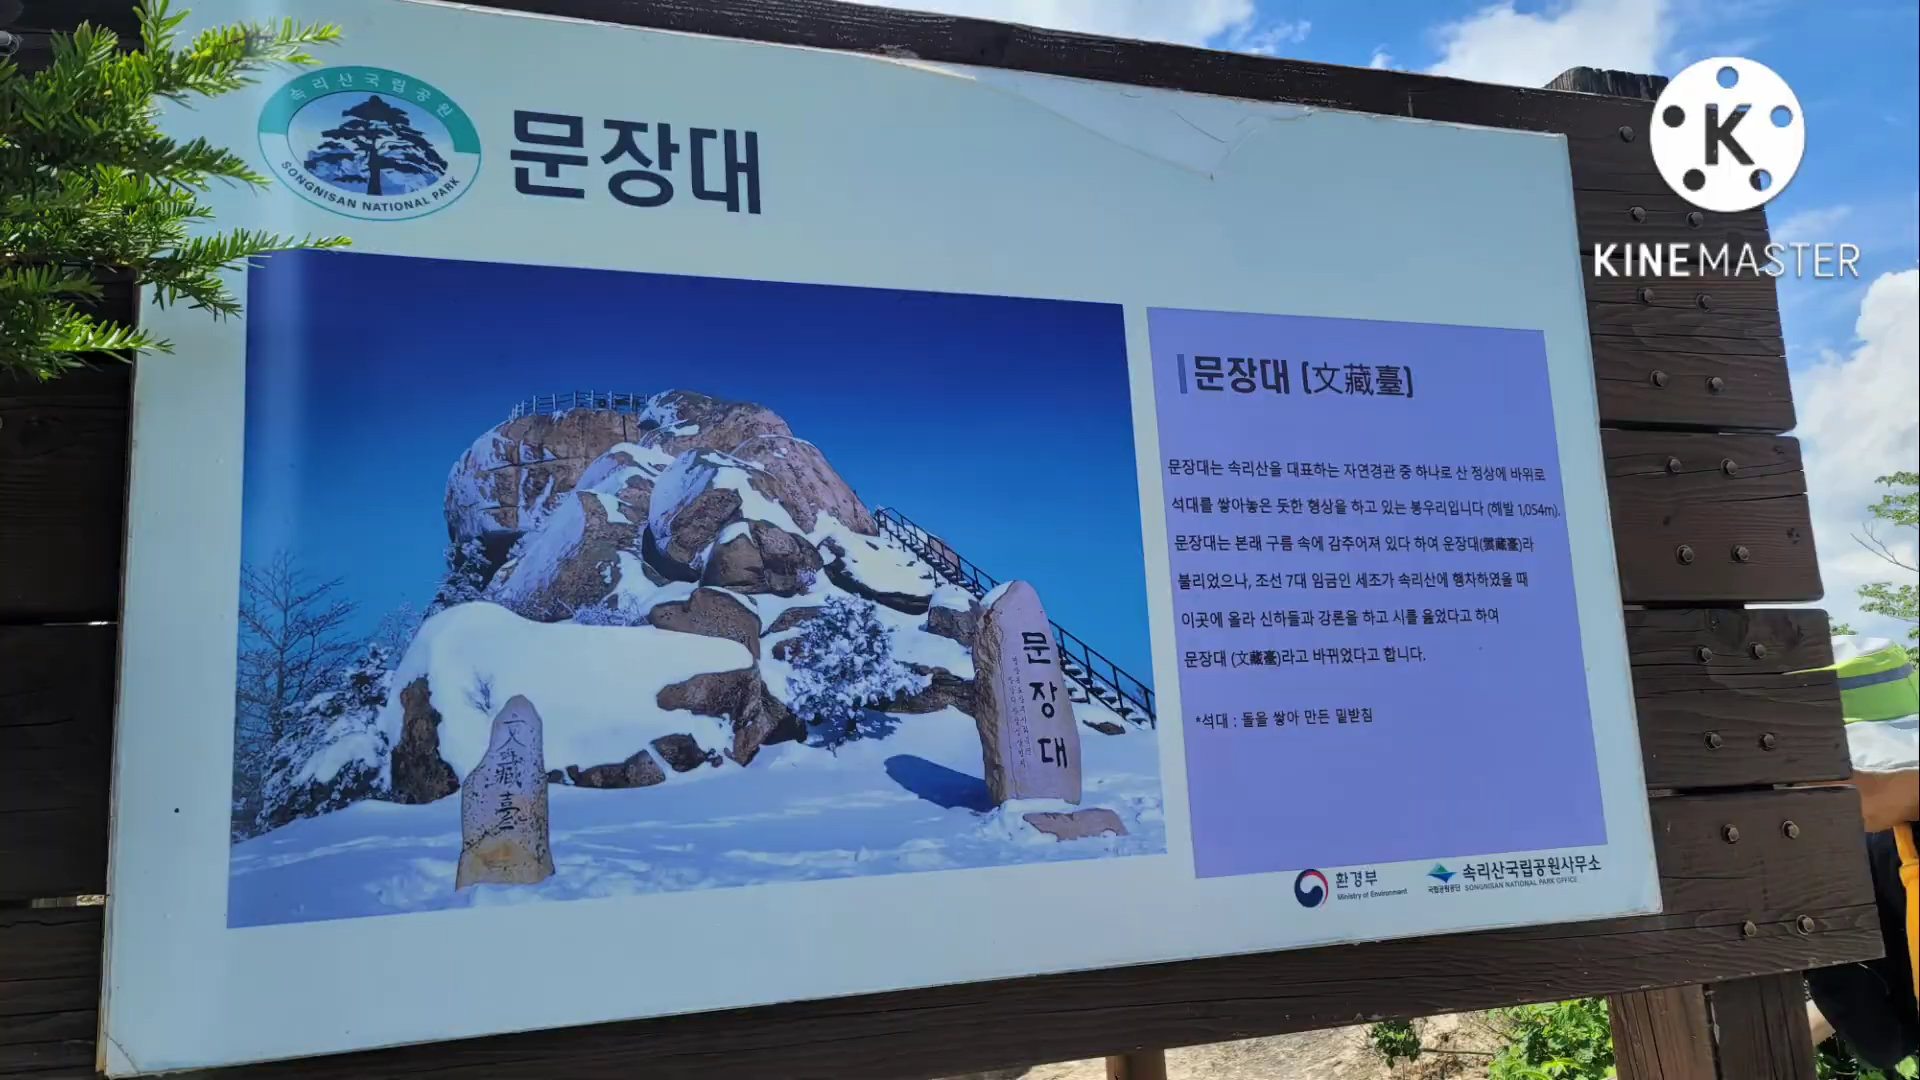 속리산국립공원
SONGNISAN NATIONAL PARK
문장대
KINEMASTER
문장대 (文藏臺)
문장대는 속리산을 대표하는 자연경관 중 하나로 산 정상에 바위로
석대를 쌓아놓은 듯한 형상을 하고 있는 봉우리입니다 (해발 1,054m).
문장대는 본래 구름 속에 감추어져 있다 하여 운장대(雲藏臺)라
불리었으나, 조선 7대 임금인 세조가 속리산에 행차하였을 때
이곳에 올라 신하들과 강론을 하고 시를 읊었다고 하여
문장대 (文藏臺)라고 바뀌었다고 합니다.
*석대 : 돌을 쌓아 만든 밑받침
文藏臺
문장대
환경부
Ministry of Environment
국립공원공단
속리산국립공원사무소
SONGNISAN NATIONAL PARK OFFICE